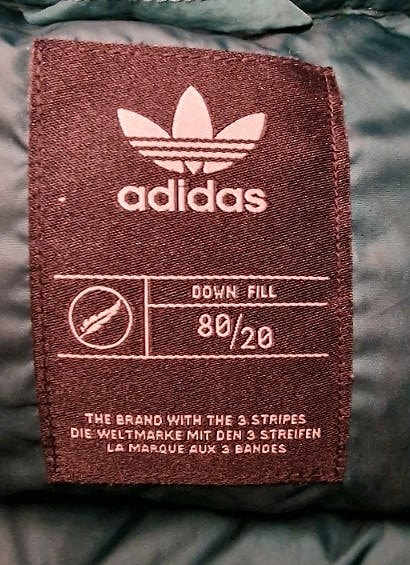 adidas
DOWN FILL
80/20
THE BRAND WITH THE 3 STRIPES
DIE WELTMARKE MIT DEN 3 STREIFEN
LA MARQUE AUX 3 BANDES